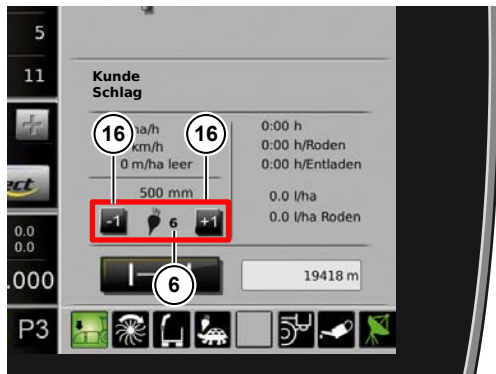 5
11
Kunde
Schlag
16
16
ha/h
km/h
0 m/ha leer
0:00 h
0:00 h/Roden
0:00 h/Entladen
500 mm
0.0 l/ha
0.0 l/ha Roden
-1
6
+1
ect
0.0
0.0
.000
6
19418 m
P3